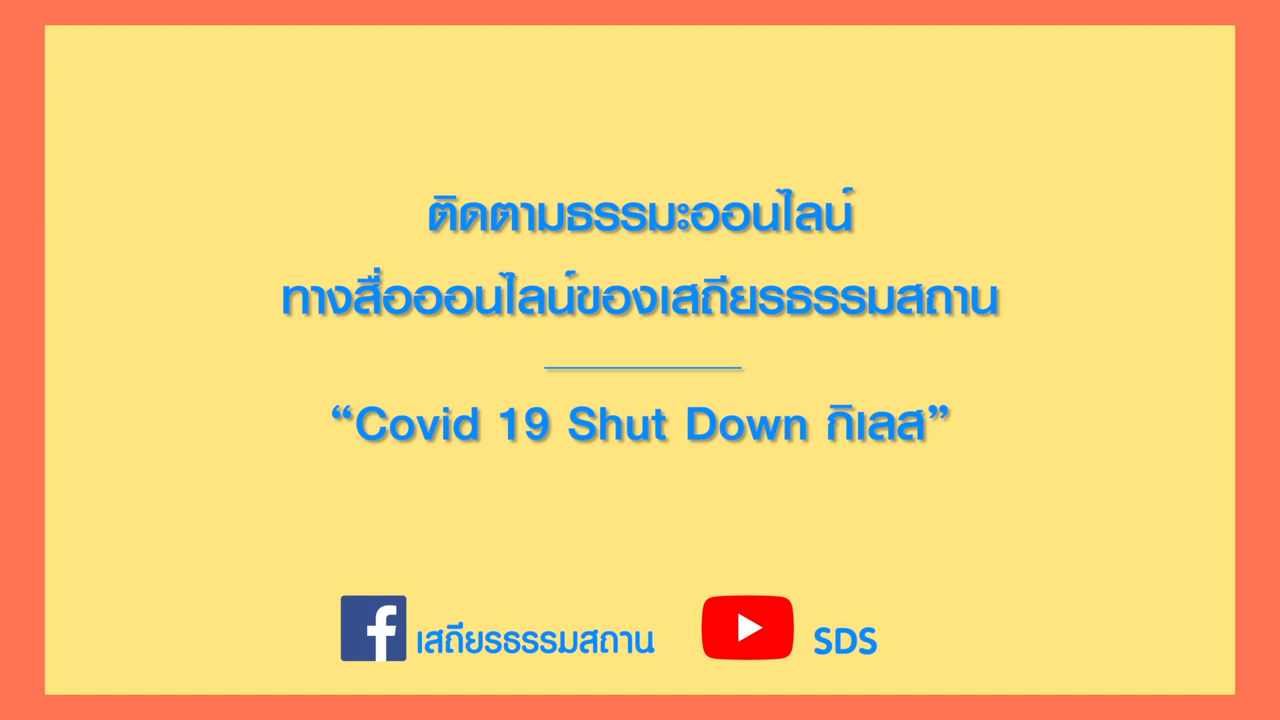 ติดตามธรรมะออนไลน์
ทางสื่อออนไลน์ของเสถียรธรรมสถาน
“Covid 19 Shut Down กิเลส”
เสถียรธรรมสถาน
SDS